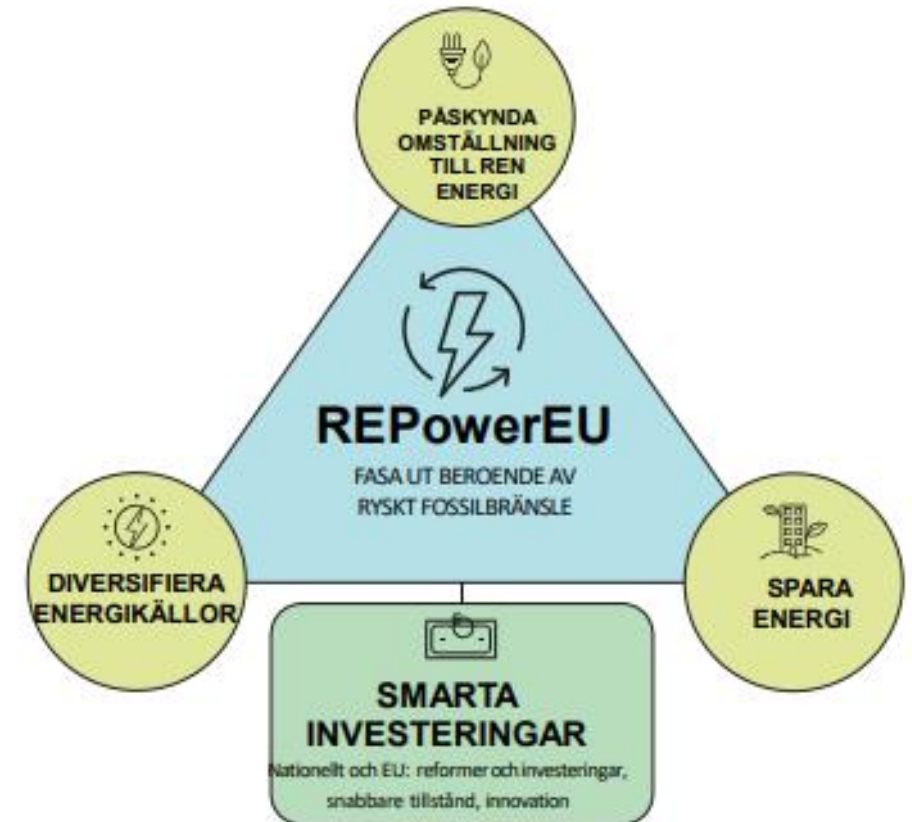 PÅSKYNDA
OMSTÄLLNING
TILL REN
ENERGI
REPowerEU
FASA UT BEROENDE AV
RYSKT FOSSILBRÄNSLE
DIVERSIFIERA
ENERGIKÄLLOR
SPARA
ENERGI
SMARTA
INVESTERINGAR
Nationellt och EU: reformer och investeringar,
snabbare tillstånd, innovation